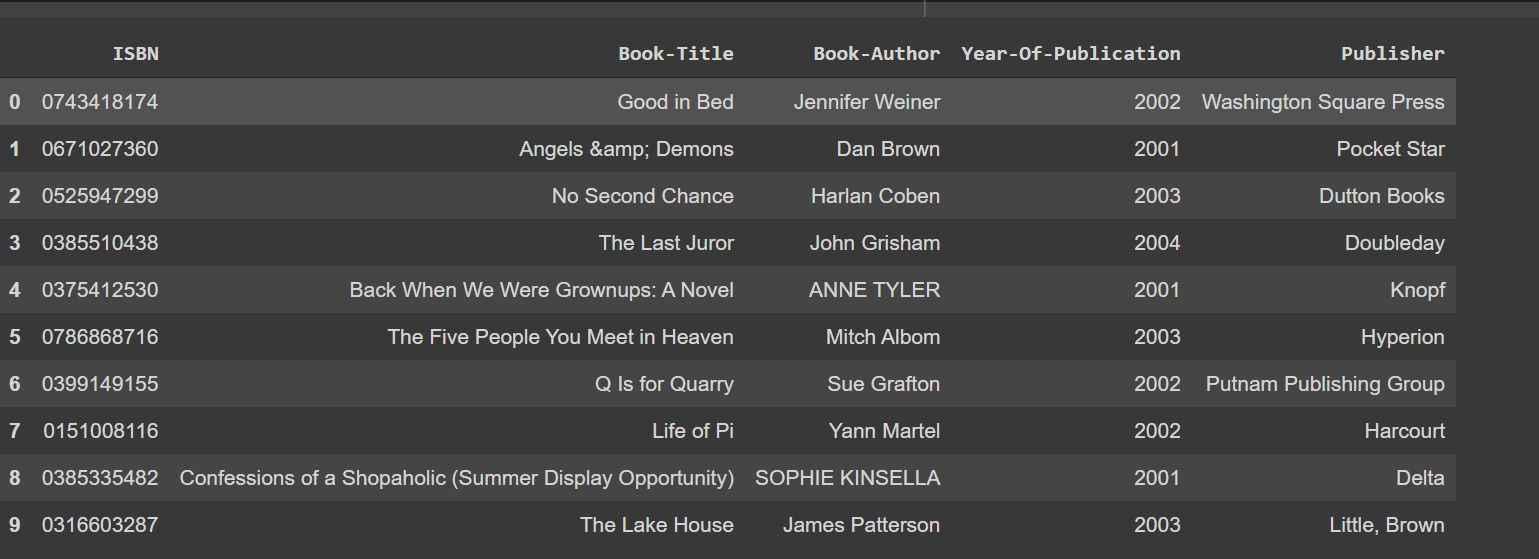 ISBN Book-Title Book-Author Year-Of-Publication Publisher
0 0743418174 Good in Bed Jennifer Weiner 2002 Washington Square Press
1 0671027360 Angels &amp; Demons Dan Brown 2001 Pocket Star
2 0525947299 No Second Chance Harlan Coben 2003 Dutton Books
3 0385510438 The Last Juror John Grisham 2004 Doubleday
4 0375412530 Back When We Were Grownups: A Novel ANNE TYLER 2001 Knopf
5 0786868716 The Five People You Meet in Heaven Mitch Albom 2003 Hyperion
6 0399149155 Q Is for Quarry Sue Grafton 2002 Putnam Publishing Group
7 0151008116 Life of Pi Yann Martel 2002 Harcourt
8 0385335482 Confessions of a Shopaholic (Summer Display Opportunity) SOPHIE KINSELLA 2001 Delta
9 0316603287 The Lake House James Patterson 2003 Little, Brown